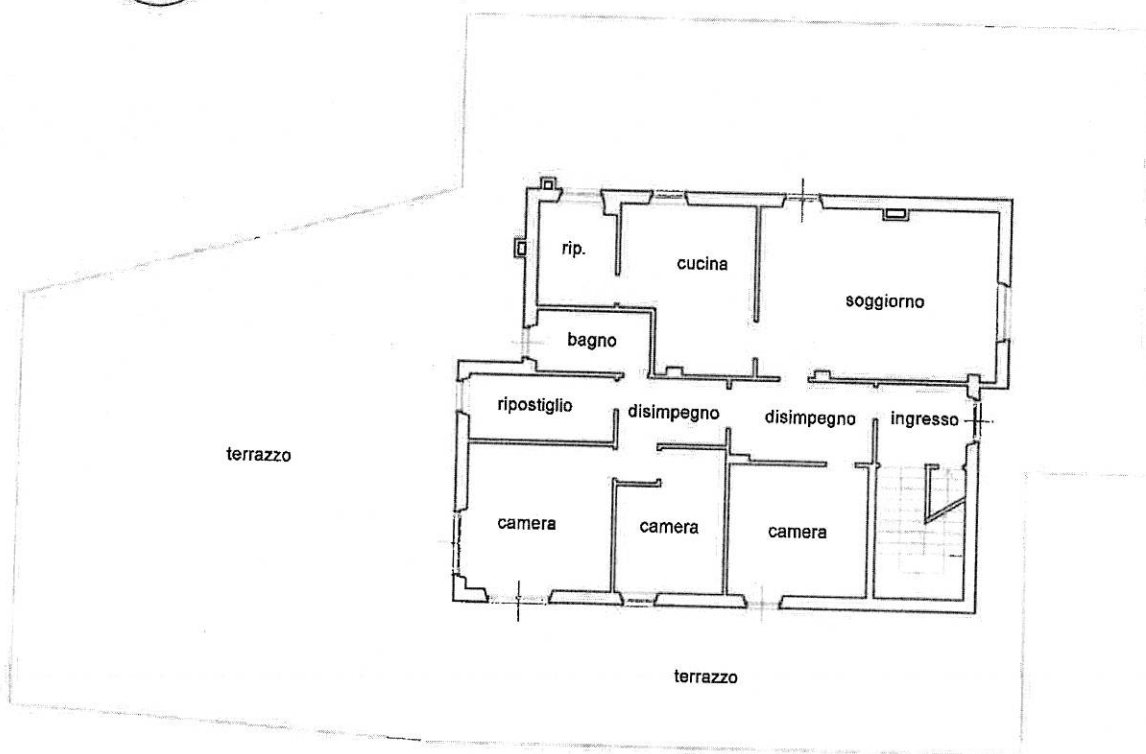 rip.
cucina
soggiorno
bagno
ripostiglio
disimpegno
disimpegno
ingresso
terrazzo
camera
camera
camera
terrazzo